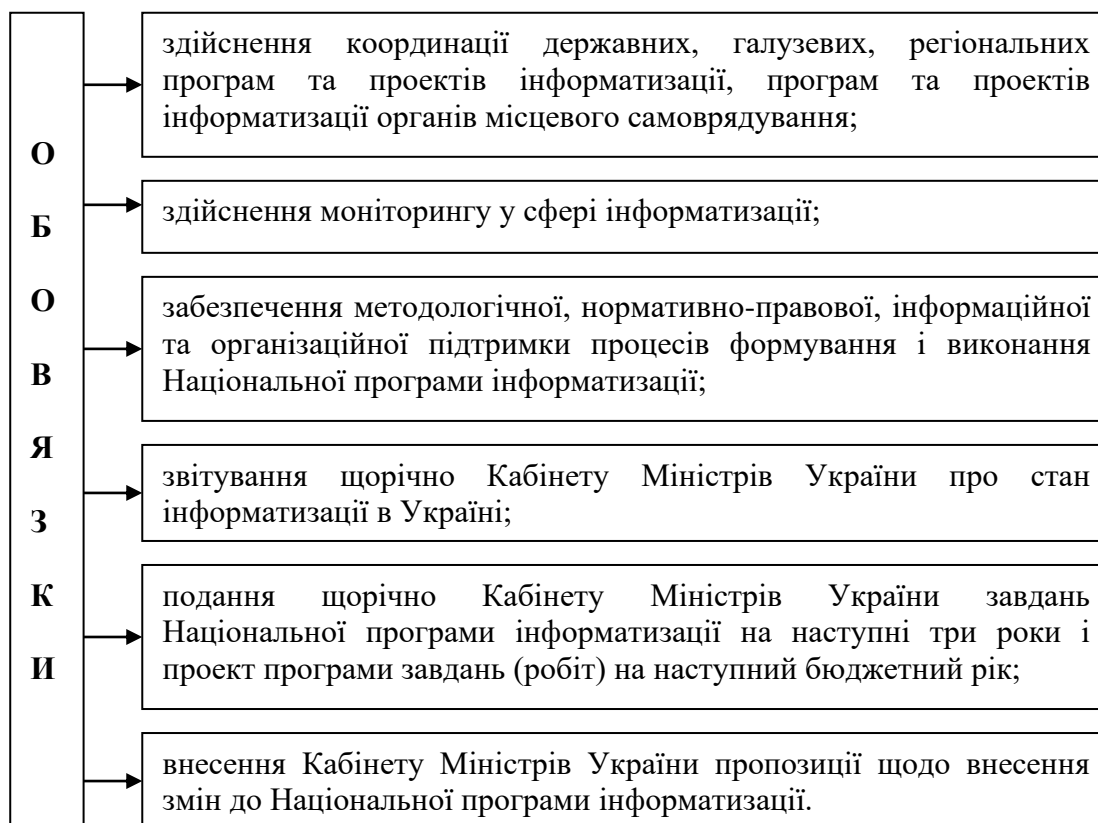 О
Б
О
В
Я
З
К
И
здійснення координації державних, галузевих, регіональних
програм та проектів інформатизації, програм та проектів
інформатизації органів місцевого самоврядування;
здійснення моніторингу у сфері інформатизації;
забезпечення методологічної, нормативно-правової, інформаційної
та організаційної підтримки процесів формування і виконання
Національної програми інформатизації;
звітування щорічно Кабінету Міністрів України про стан
інформатизації в Україні;
подання щорічно Кабінету Міністрів України завдань
Національної програми інформатизації на наступні три роки і
проект програми завдань (робіт) на наступний бюджетний рік;
внесення Кабінету Міністрів України пропозиції щодо внесення
змін до Національної програми інформатизації.